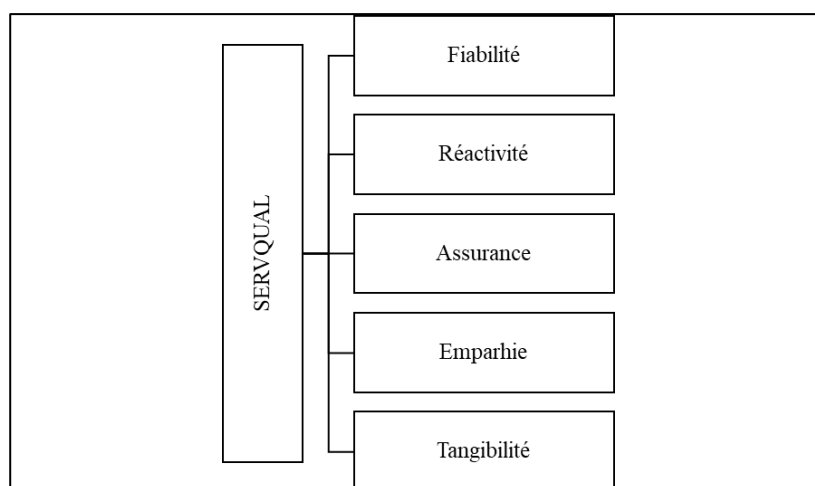 SERVQUAL
Fiabilité
Réactivité
Assurance
Emparhie
Tangibilité